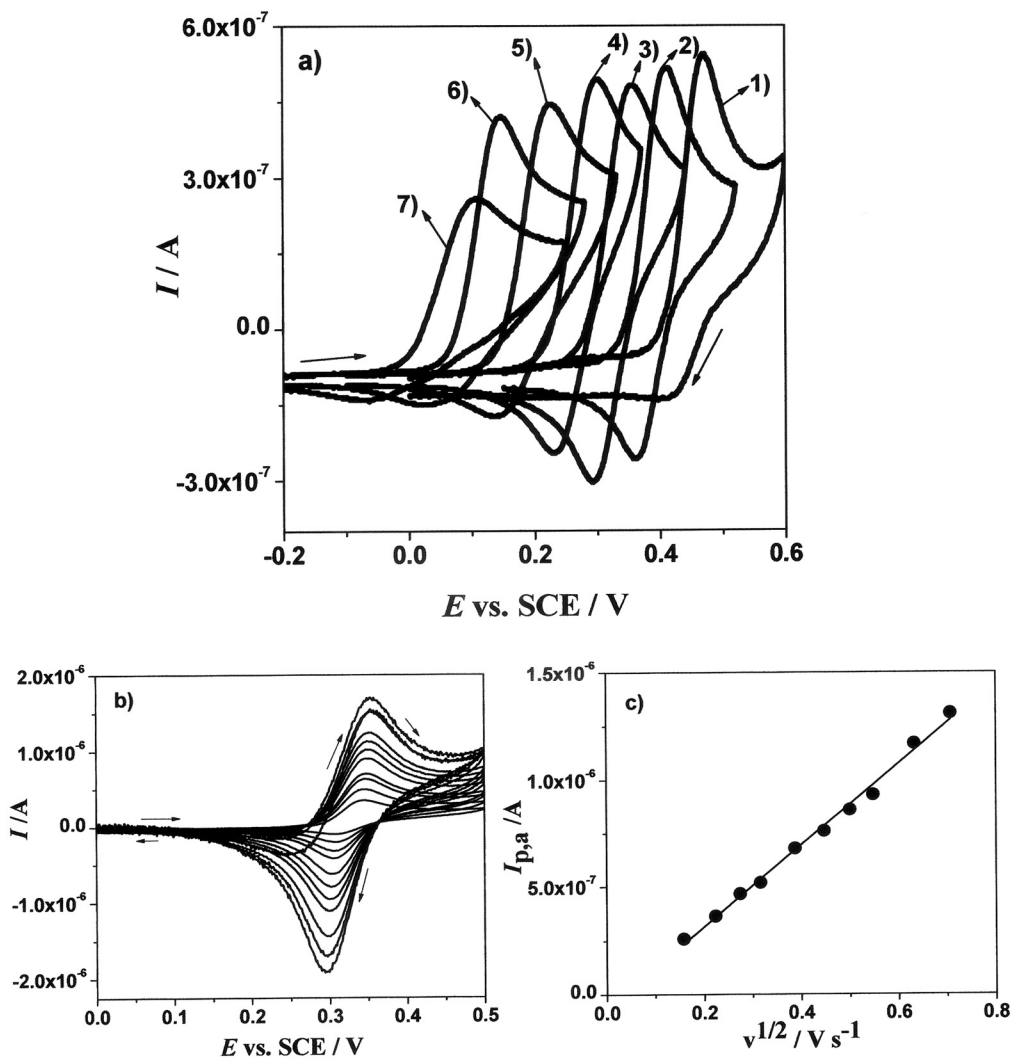 6.0x10⁻⁷
a)
5)
4)
3)
2)
1)
6)
7)
3.0x10⁻⁷
0.0
-3.0x10⁻⁷
I / A
-0.2 0.0 0.2 0.4 0.6
E vs. SCE / V
2.0x10⁻⁶
b)
1.0x10⁻⁶
0.0
-1.0x10⁻⁶
-2.0x10⁻⁶
I / A
0.0 0.1 0.2 0.3 0.4 0.5
E vs. SCE / V
1.5x10⁻⁶
c)
1.0x10⁻⁶
5.0x10⁻⁷
0.0
Iₚ,ₐ /A
0.2 0.4 0.6 0.8
v¹ᐟ² / V s⁻¹